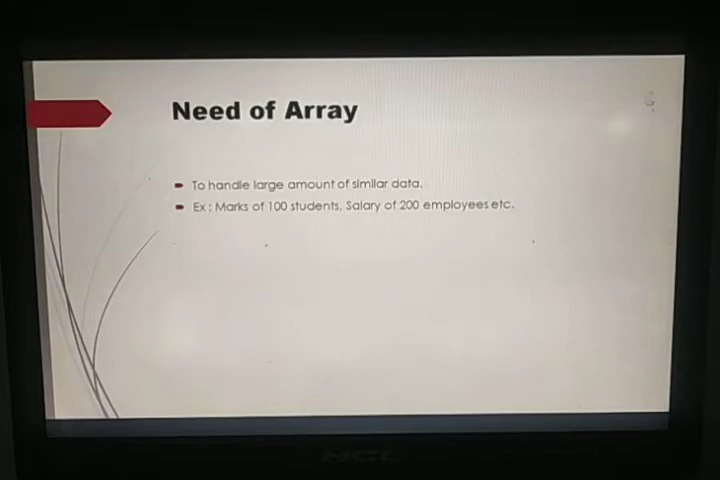 Need of Array
To handle large amount of similar data.
Ex : Marks of 100 students, Salary of 200 employees etc.
HCL